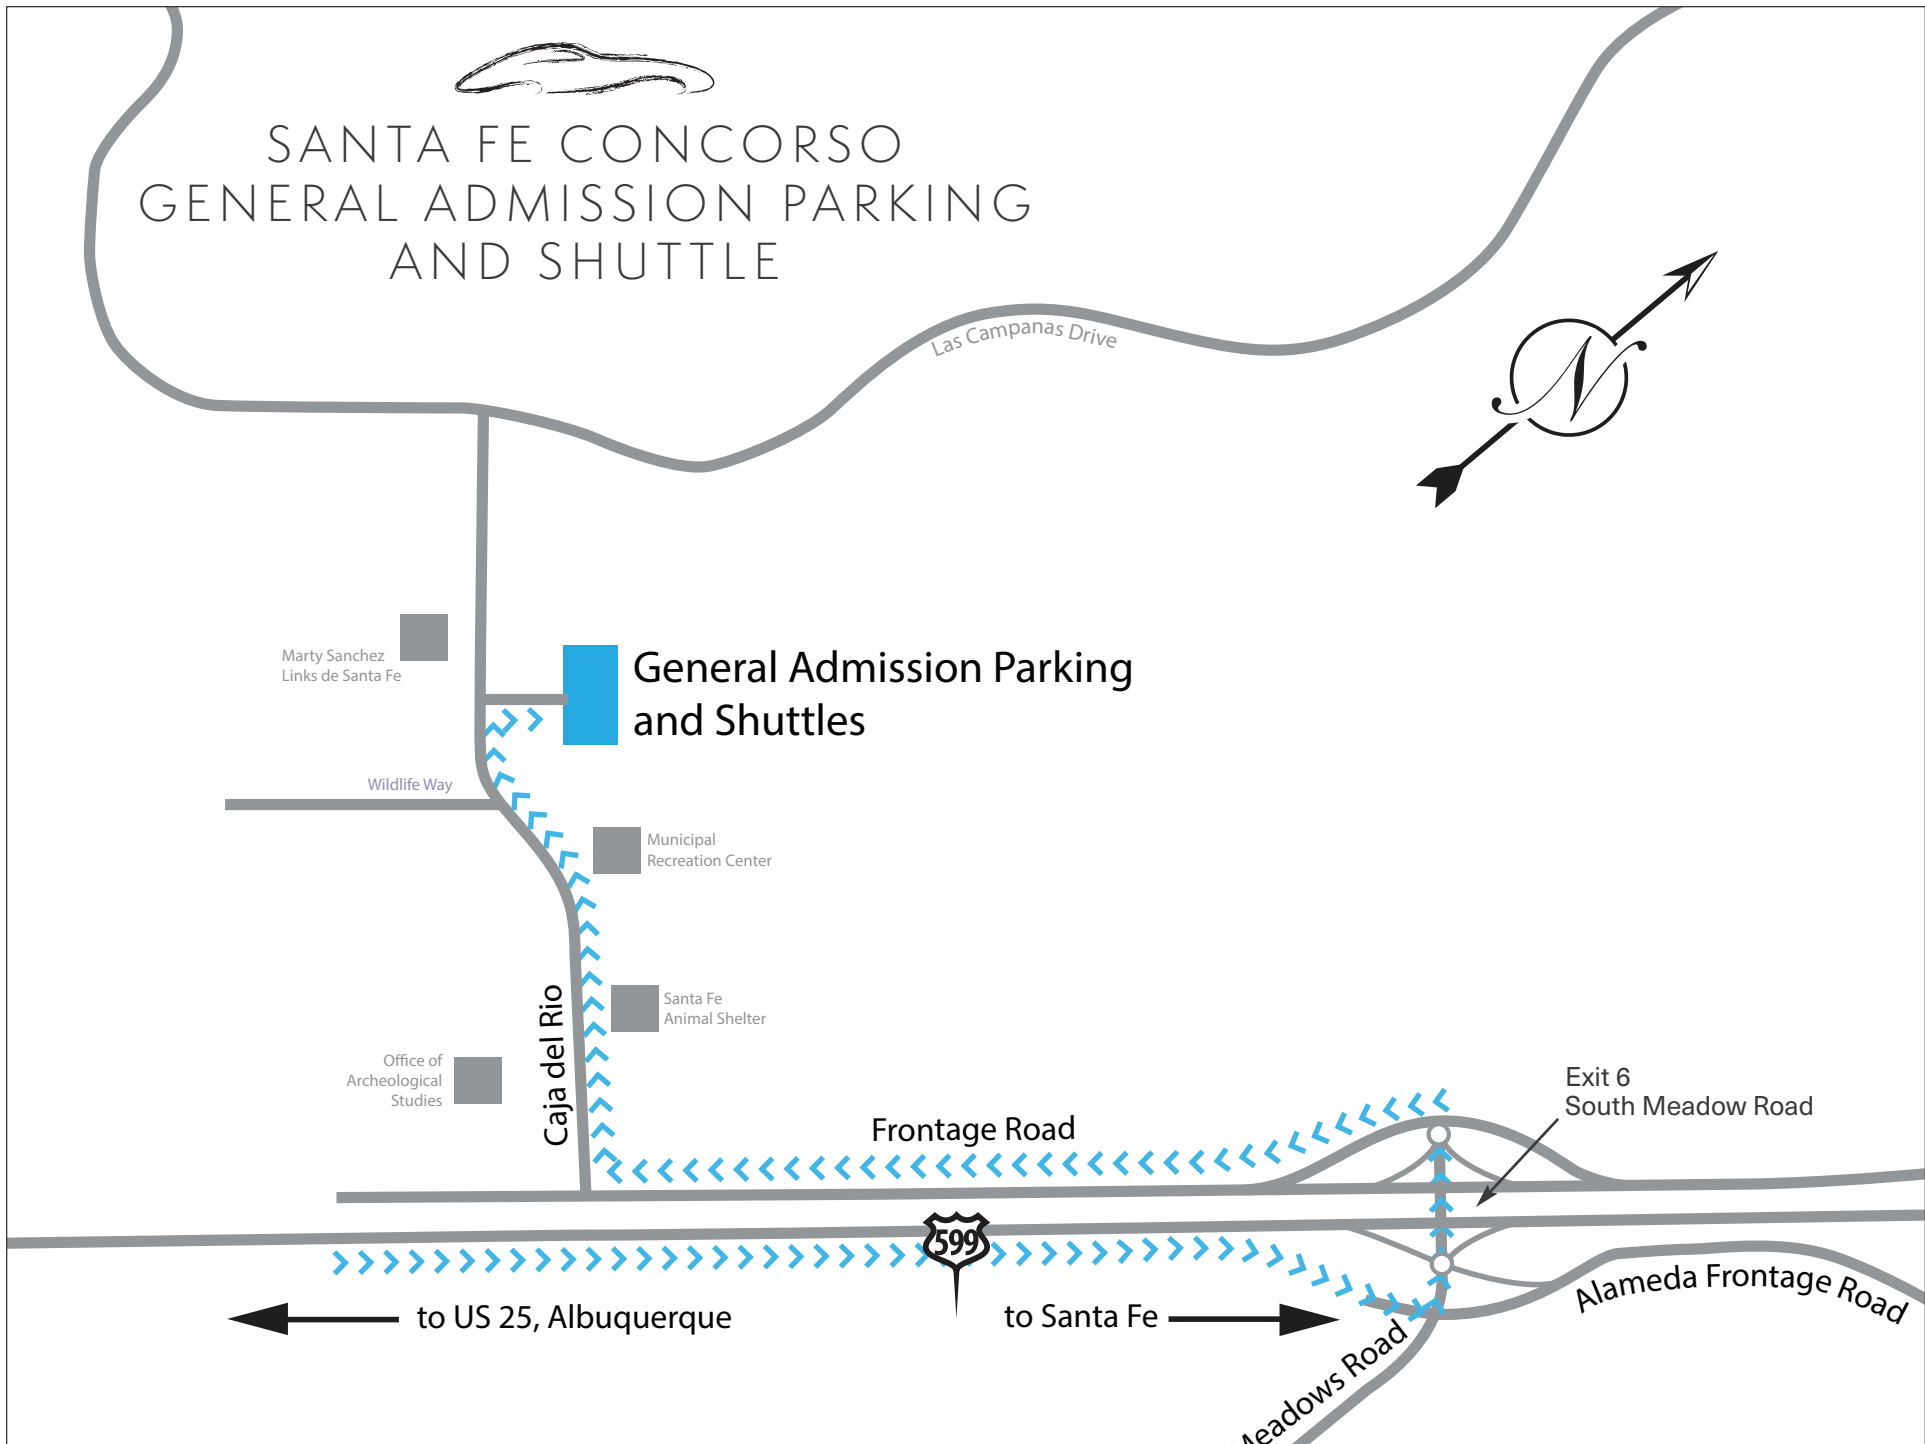 SANTA FE CONCORSO
GENERAL ADMISSION PARKING
AND SHUTTLE
Las Campanas Drive
N
Marty Sanchez
Links de Santa Fe
General Admission Parking
and Shuttles
Wildlife Way
Municipal
Recreation Center
Santa Fe
Animal Shelter
Caja del Rio
Office of
Archeological
Studies
Exit 6
South Meadow Road
Frontage Road
599
to US 25, Albuquerque
to Santa Fe
Alameda Frontage Road
Meadows Road